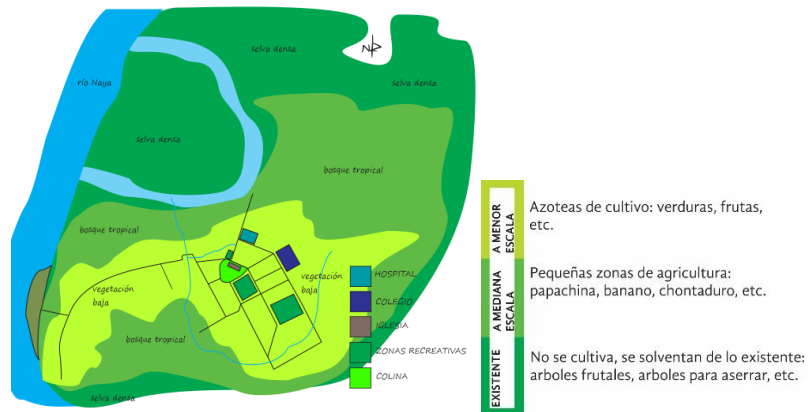 selva densa
N
río Naya
selva densa
selva densa
bosque tropical
bosque tropical
vegetación
baja
vegetación
baja
bosque tropical
selva densa
HOSPITAL
COLEGIO
IGLESIA
ZONAS RECREATIVAS
COLINA
A MENOR
ESCALA
Azoteas de cultivo: verduras, frutas,
etc.
A MEDIANA
ESCALA
Pequeñas zonas de agricultura:
papachina, banano, chontaduro, etc.
EXISTENTE
No se cultiva, se solventan de lo existente:
arboles frutales, arboles para aserrar, etc.